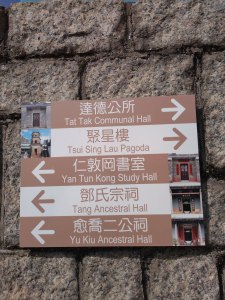 達德公所
Tat Tak Communal Hall
聚星樓
Tsui Sing Lau Pagoda
仁敦岡書室
Yan Tun Kong Study Hall
鄧氏宗祠
Tang Ancestral Hall
愈喬二公祠
Yu Kiu Ancestral Hall